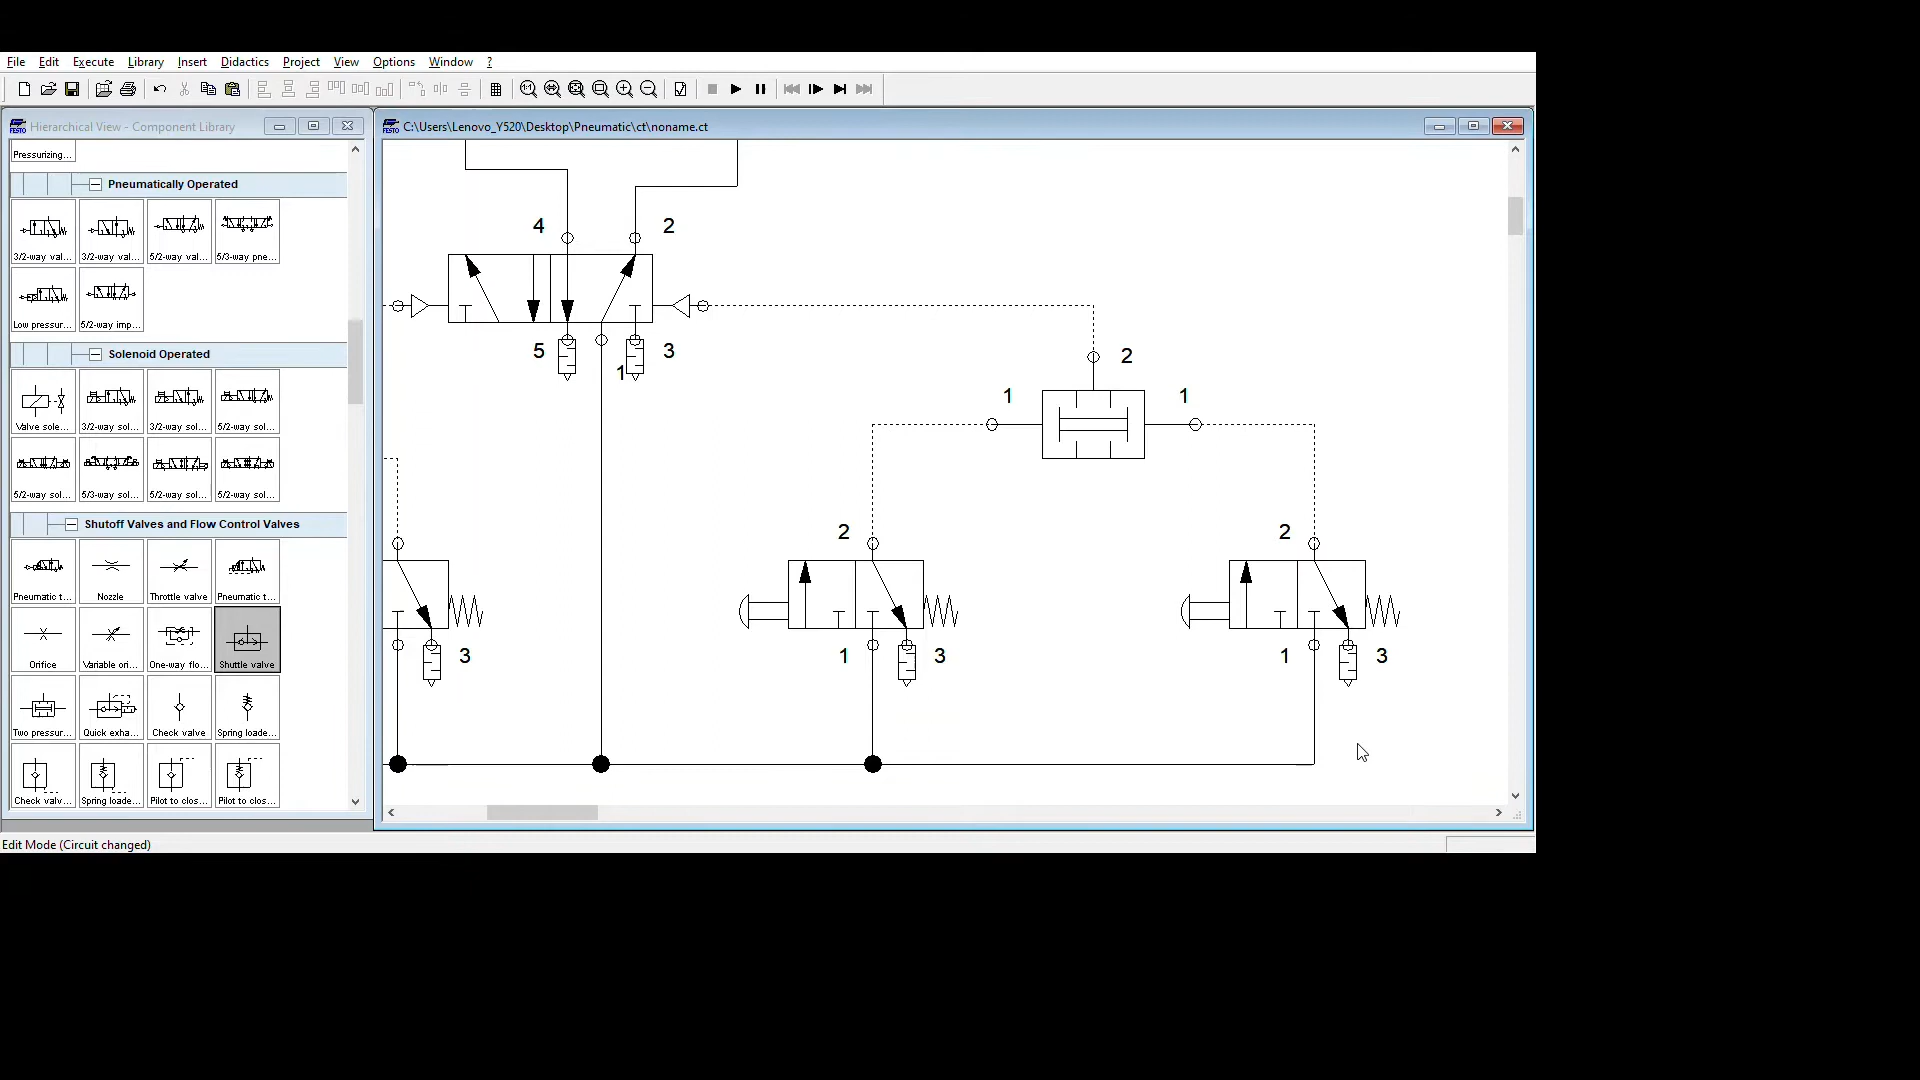 File Edit Execute Library Insert Didactics Project View Options Window ?
FESTO Hierarchical View - Component Library
FESTO C:\Users\Lenovo_Y520\Desktop\Pneumatic\ct\noname.ct
Pressurizing...
Pneumatically Operated
3/2-way val... 3/2-way val... 5/2-way val... 5/3-way pne...
Low pressur... 5/2-way imp...
Solenoid Operated
Valve sole... 3/2-way sol... 3/2-way sol... 5/2-way sol...
5/2-way sol... 5/3-way sol... 5/2-way sol... 5/2-way sol...
Shutoff Valves and Flow Control Valves
Pneumatic t... Nozzle Throttle valve Pneumatic t...
Orifice Variable ori... One-way flo... Shuttle valve
Two pressur... Quick exha... Check valve Spring loade...
Check valv... Spring loade... Pilot to clos... Pilot to clos...
4 2
5 1 3
2
1 1
2 2
3 1 3 1 3
Edit Mode (Circuit changed)